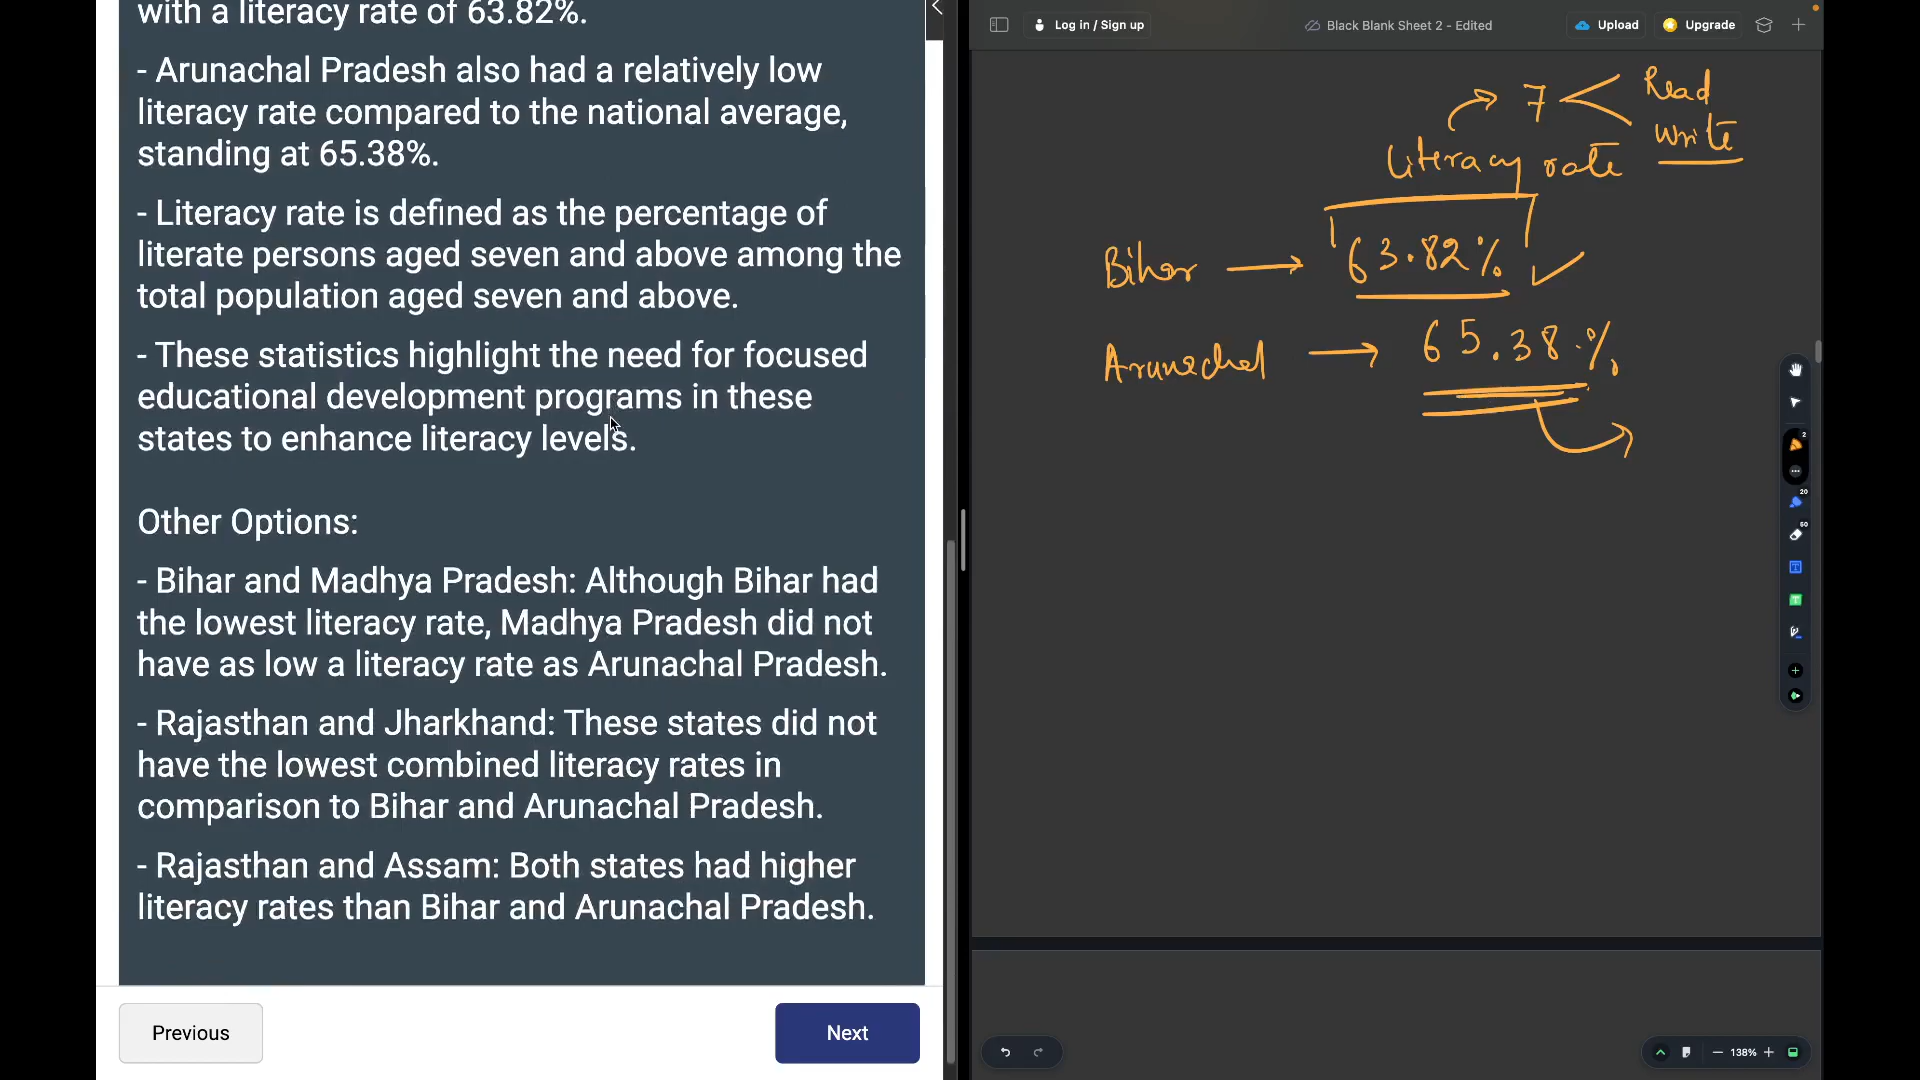 with a literacy rate of 63.82%.
- Arunachal Pradesh also had a relatively low
literacy rate compared to the national average,
standing at 65.38%.
- Literacy rate is defined as the percentage of
literate persons aged seven and above among the
total population aged seven and above.
- These statistics highlight the need for focused
educational development programs in these
states to enhance literacy levels.
Other Options:
- Bihar and Madhya Pradesh: Although Bihar had
the lowest literacy rate, Madhya Pradesh did not
have as low a literacy rate as Arunachal Pradesh.
- Rajasthan and Jharkhand: These states did not
have the lowest combined literacy rates in
comparison to Bihar and Arunachal Pradesh.
- Rajasthan and Assam: Both states had higher
literacy rates than Bihar and Arunachal Pradesh.
Previous
Next
Log in / Sign up
Black Blank Sheet 2 - Edited
Upload
Upgrade
7
Read
write
Literacy rate
Bihar → 63.82%
Arunachal → 65.38%
2
20
50
138%